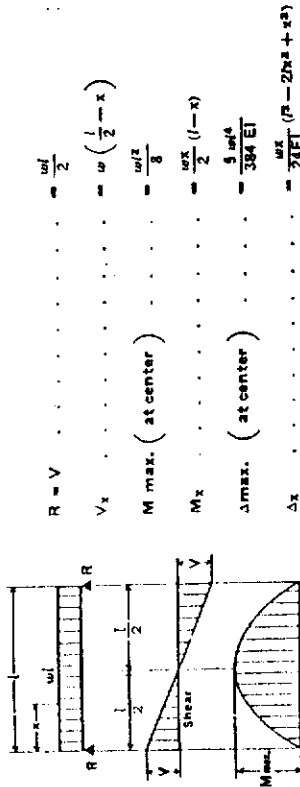 l
x
wl
R R
l/2 l/2
V
Shear
V
M max.
R = V . . . . . . . . = wl/2
Vx . . . . . . . . = w (l/2 − x)
M max. ( at center ) . . . . = wl²/8
Mx . . . . . . . . = wx/2 (l − x)
Δmax. ( at center ) . . . . = 5 wl⁴/384 EI
Δx . . . . . . . . = wx/24EI (l³ − 2lx² + x³)